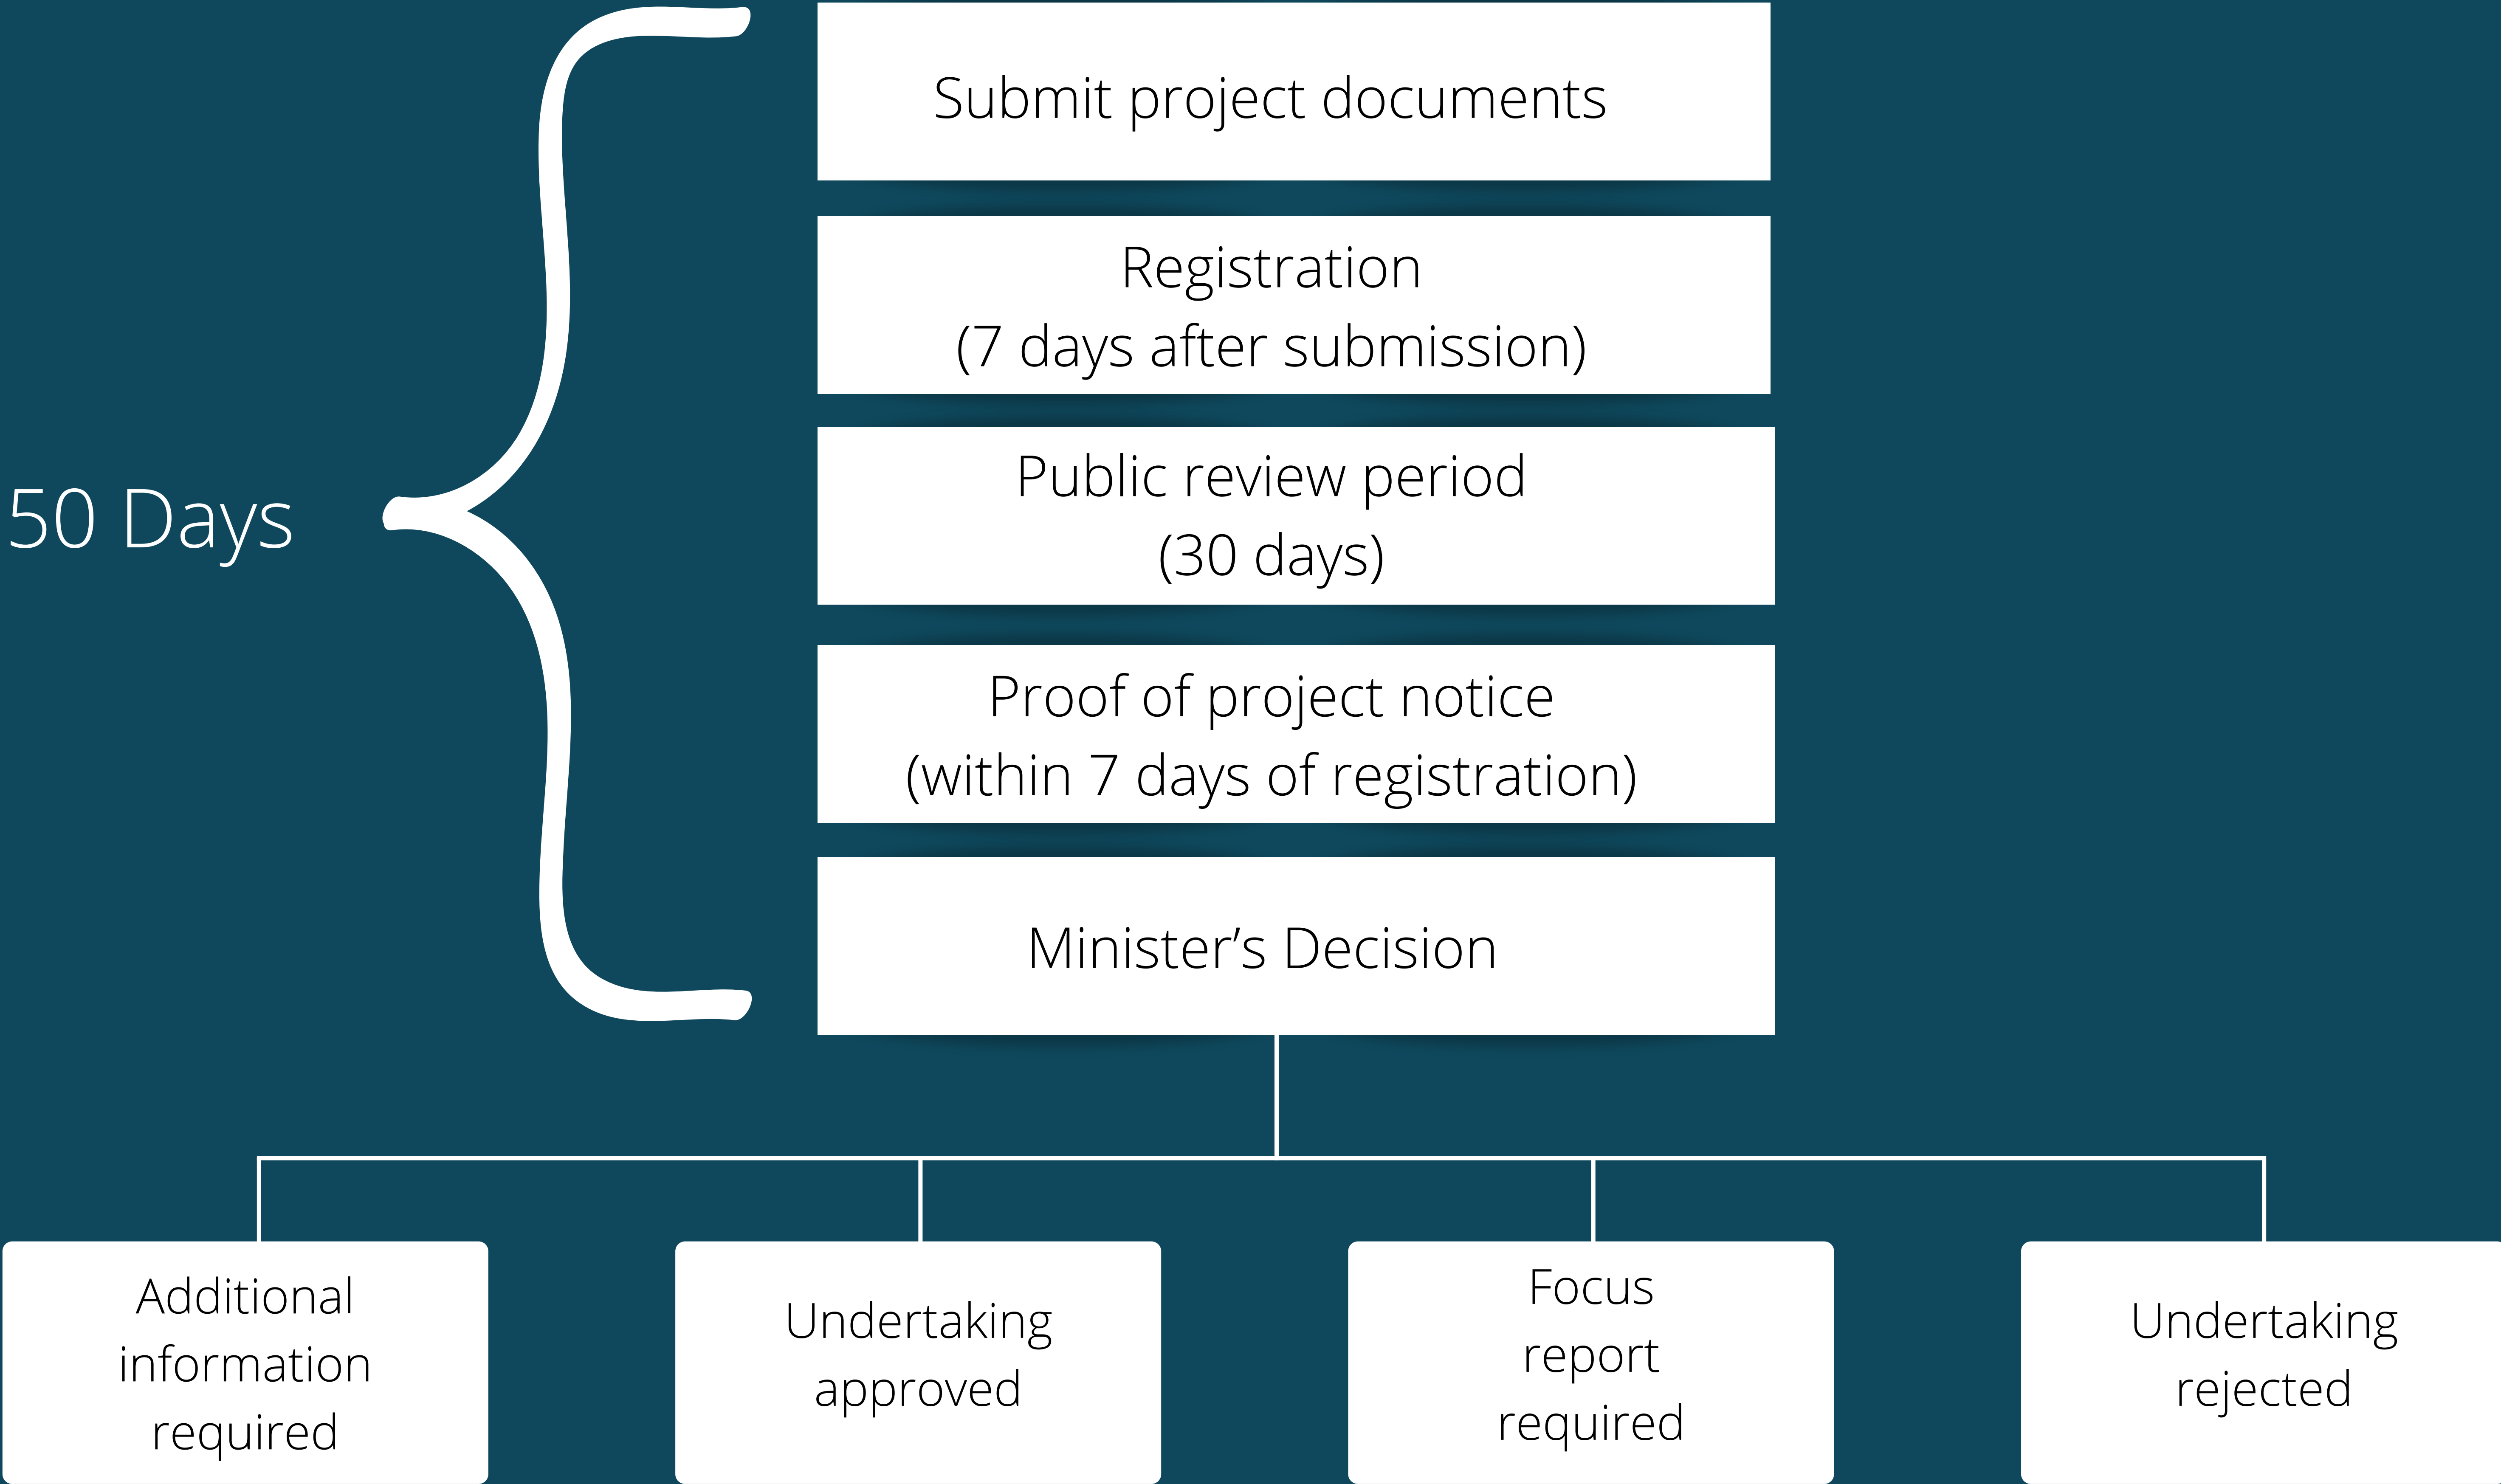 Submit project documents
Registration
(7 days after submission)
Public review period
(30 days)
50 Days
Proof of project notice
(within 7 days of registration)
Minister’s Decision
Additional
information
required
Undertaking
approved
Focus
report
required
Undertaking
rejected